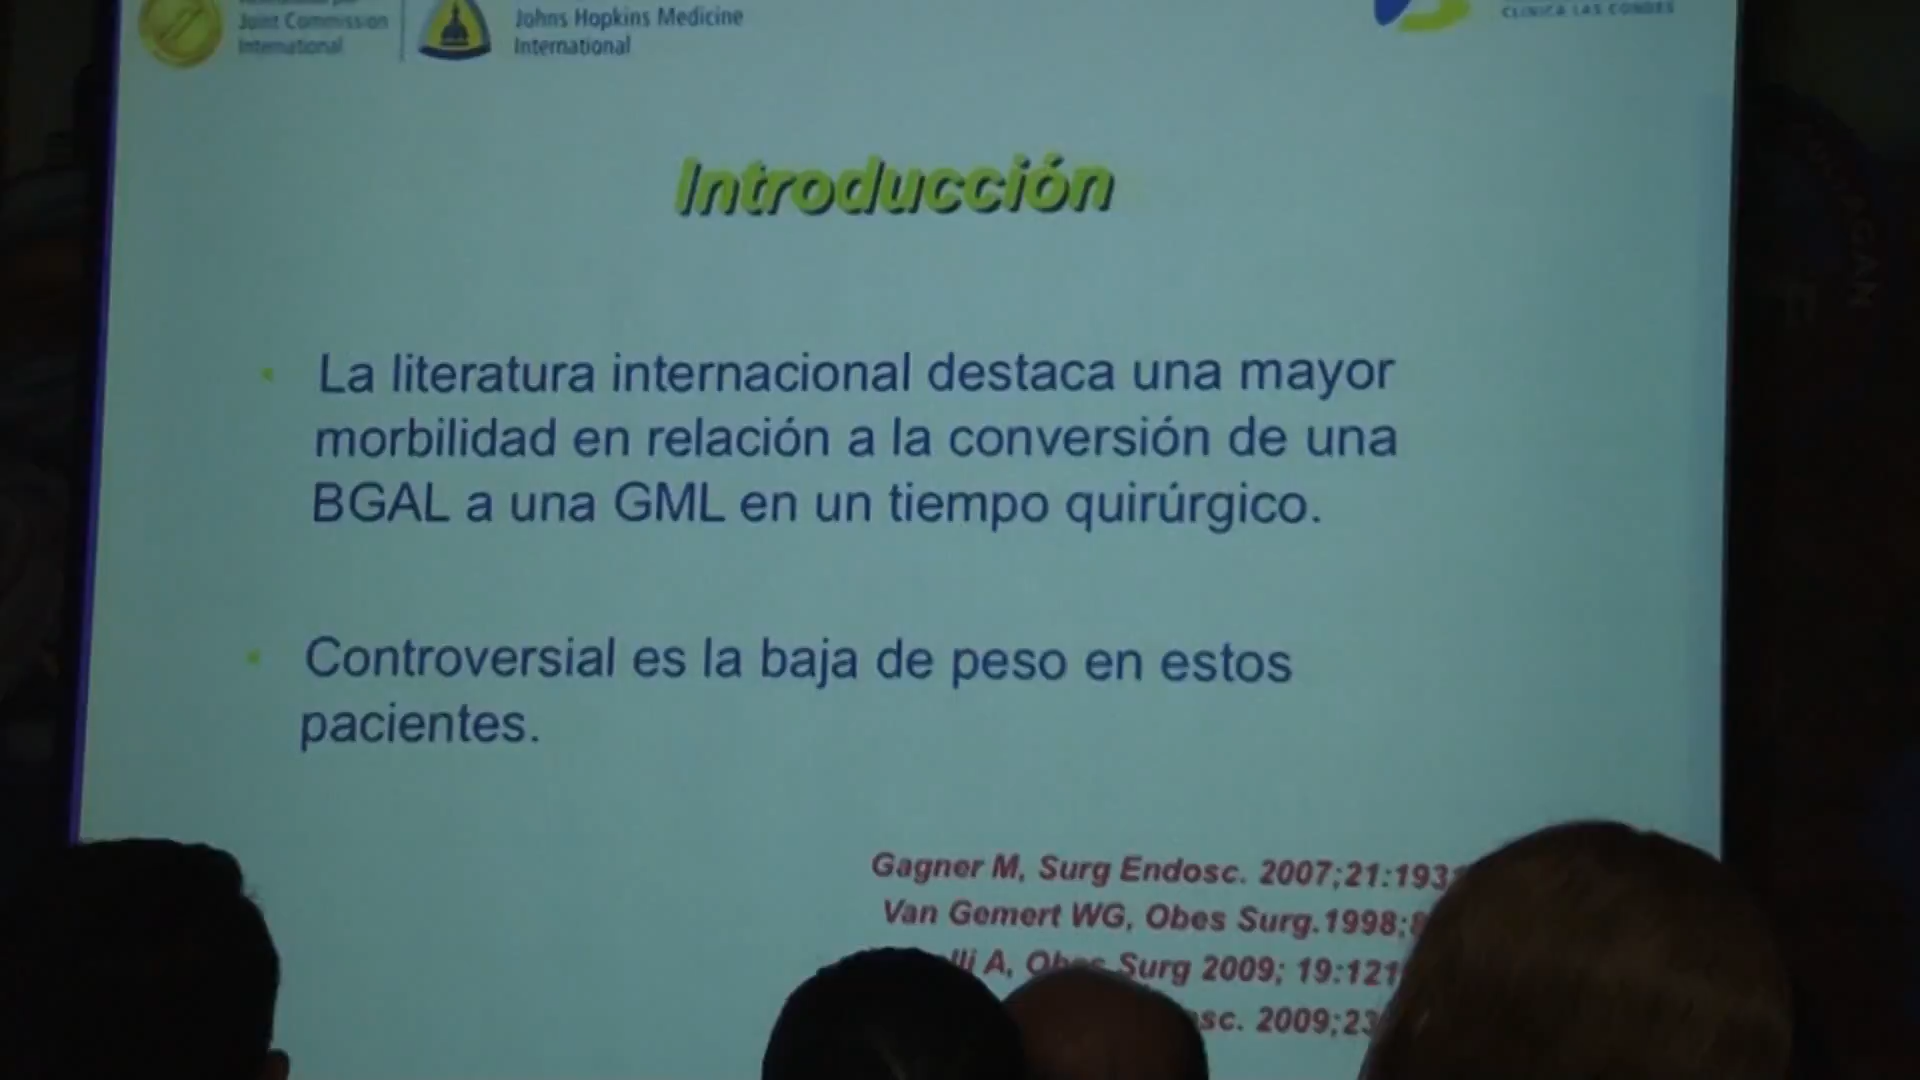 Joint Commission
International
Johns Hopkins Medicine
International
CLINICA LAS CONDES
Introducción
• La literatura internacional destaca una mayor
morbilidad en relación a la conversión de una
BGAL a una GML en un tiempo quirúrgico.
• Controversial es la baja de peso en estos
pacientes.
Gagner M, Surg Endosc. 2007;21:193
Van Gemert WG, Obes Surg.1998;
A, Obes Surg 2009; 19:121
2009;23